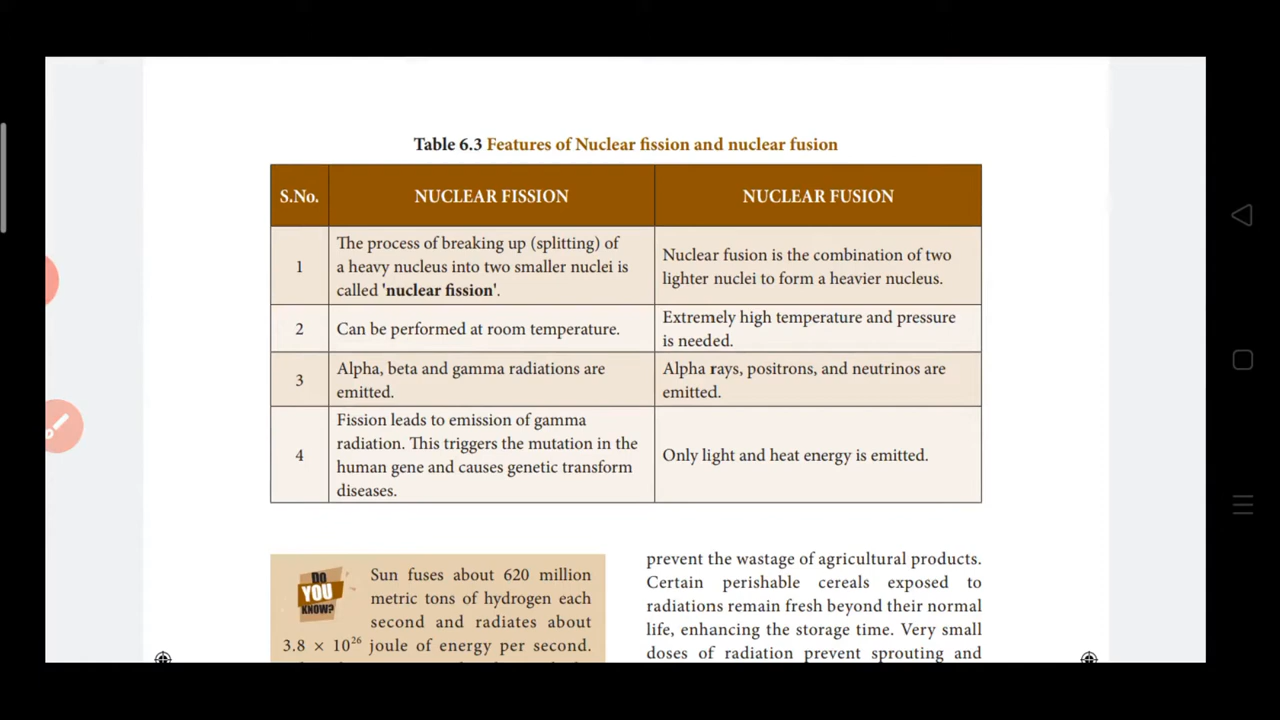 Table 6.3 Features of Nuclear fission and nuclear fusion
S.No.
NUCLEAR FISSION
NUCLEAR FUSION
1
The process of breaking up (splitting) of
a heavy nucleus into two smaller nuclei is
called 'nuclear fission'.
Nuclear fusion is the combination of two
lighter nuclei to form a heavier nucleus.
2
Can be performed at room temperature.
Extremely high temperature and pressure
is needed.
3
Alpha, beta and gamma radiations are
emitted.
Alpha rays, positrons, and neutrinos are
emitted.
4
Fission leads to emission of gamma
radiation. This triggers the mutation in the
human gene and causes genetic transform
diseases.
Only light and heat energy is emitted.
DO
YOU
KNOW?
Sun fuses about 620 million
metric tons of hydrogen each
second and radiates about
3.8 × 10²⁶ joule of energy per second.
prevent the wastage of agricultural products.
Certain perishable cereals exposed to
radiations remain fresh beyond their normal
life, enhancing the storage time. Very small
doses of radiation prevent sprouting and